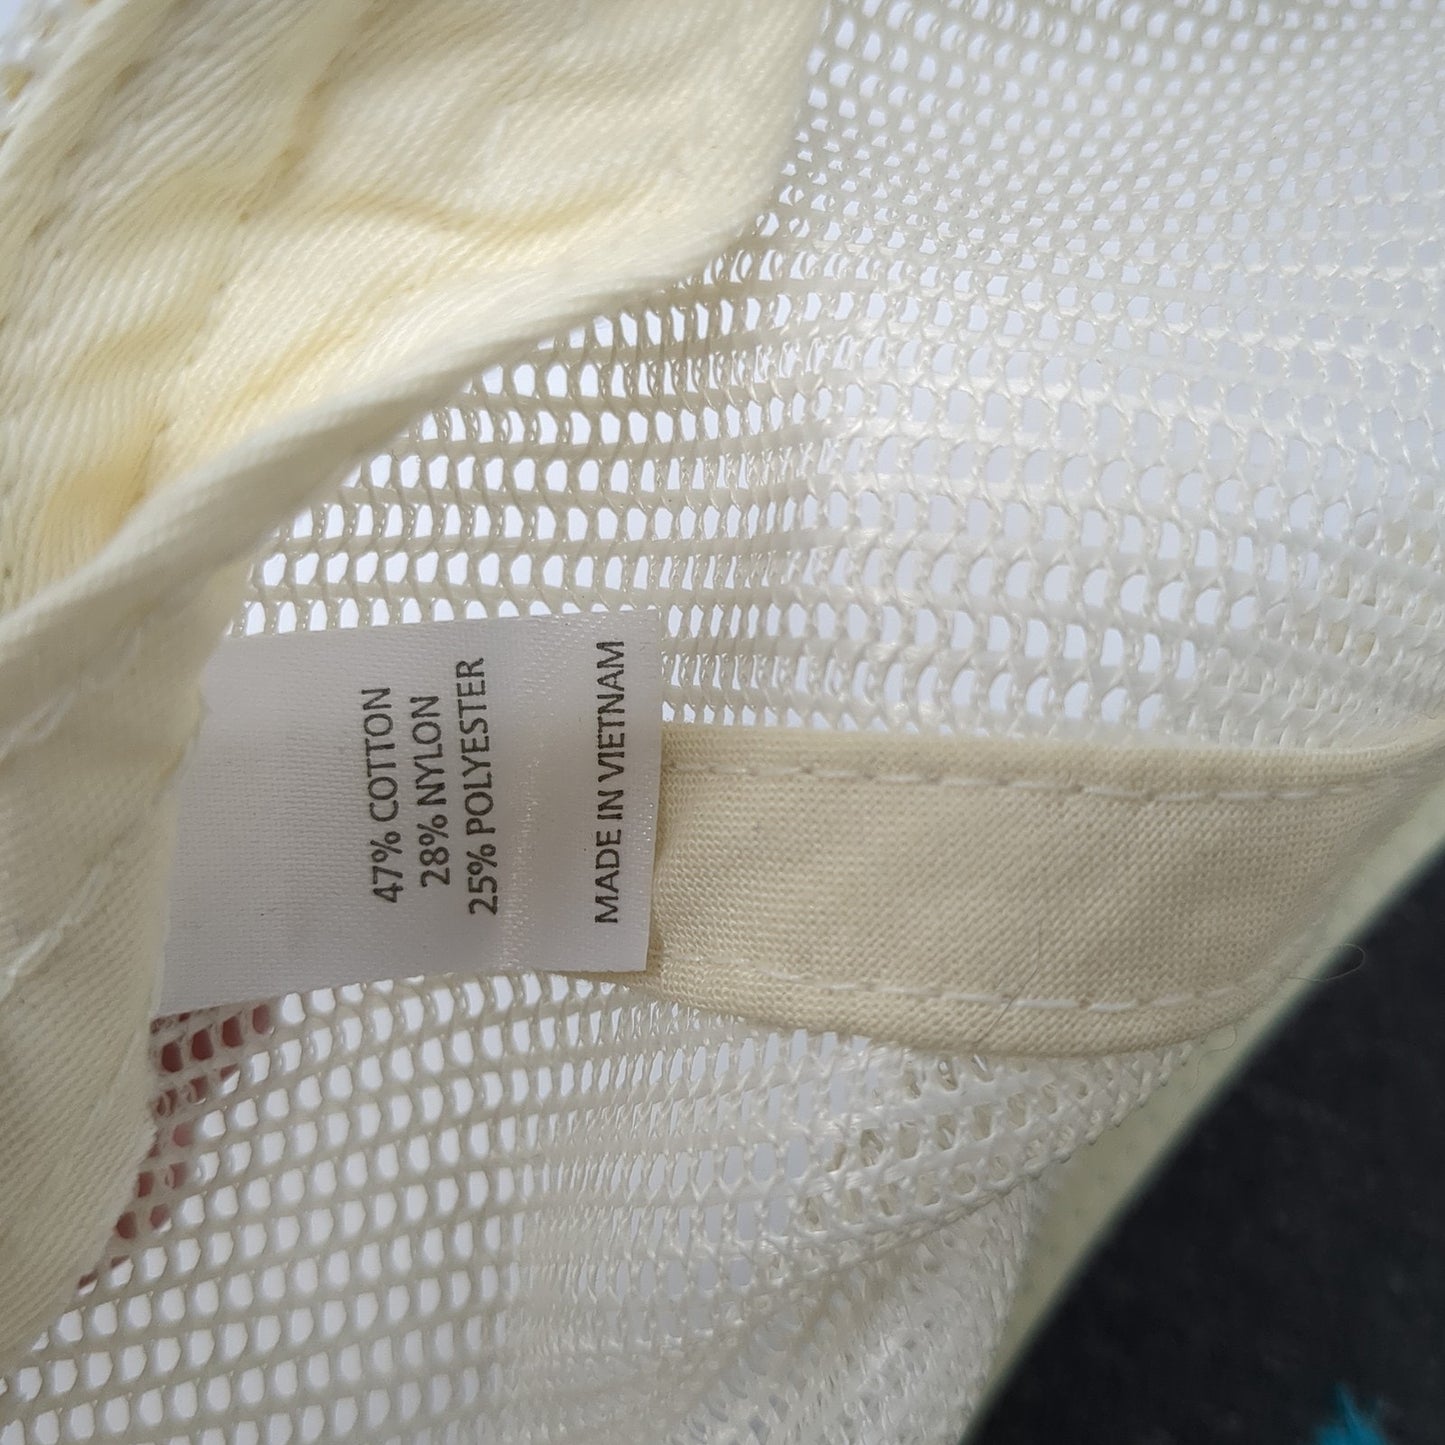 47% COTTON
28% NYLON
25% POLYESTER
MADE IN VIETNAM